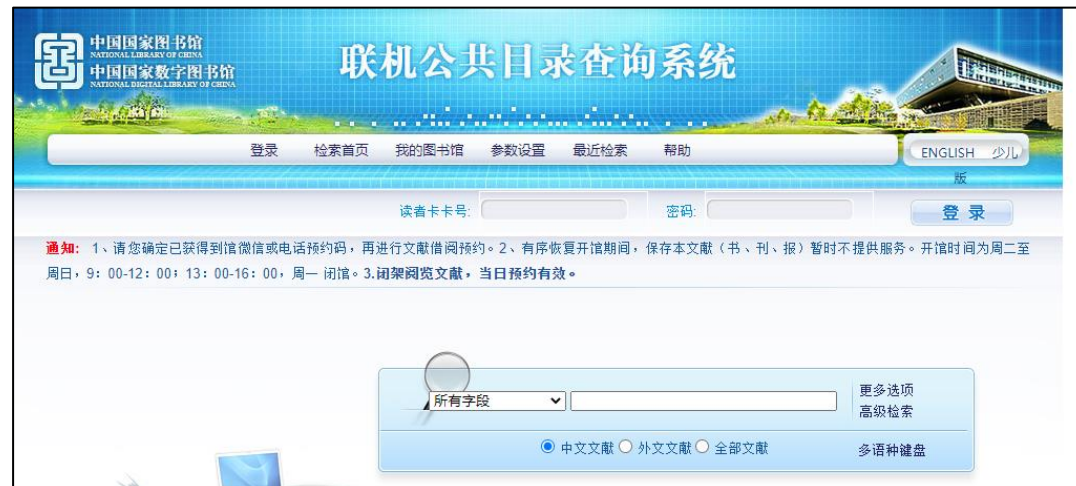 中国国家图书馆
NATIONAL LIBRARY OF CHINA
中国国家数字图书馆
NATIONAL DIGITAL LIBRARY OF CHINA
联机公共目录查询系统
登录 检索首页 我的图书馆 参数设置 最近检索 帮助 ENGLISH 少儿
版
读者卡卡号: 密码: 登 录
通知: 1、请您确定已获得到馆微信或电话预约码，再进行文献借阅预约。2、有序恢复开馆期间，保存本文献（书、刊、报）暂时不提供服务。开馆时间为周二至
周日，9：00-12：00；13：00-16：00，周一 闭馆。3.闭架阅览文献，当日预约有效。
所有字段
更多选项
高级检索
中文文献 外文文献 全部文献 多语种键盘